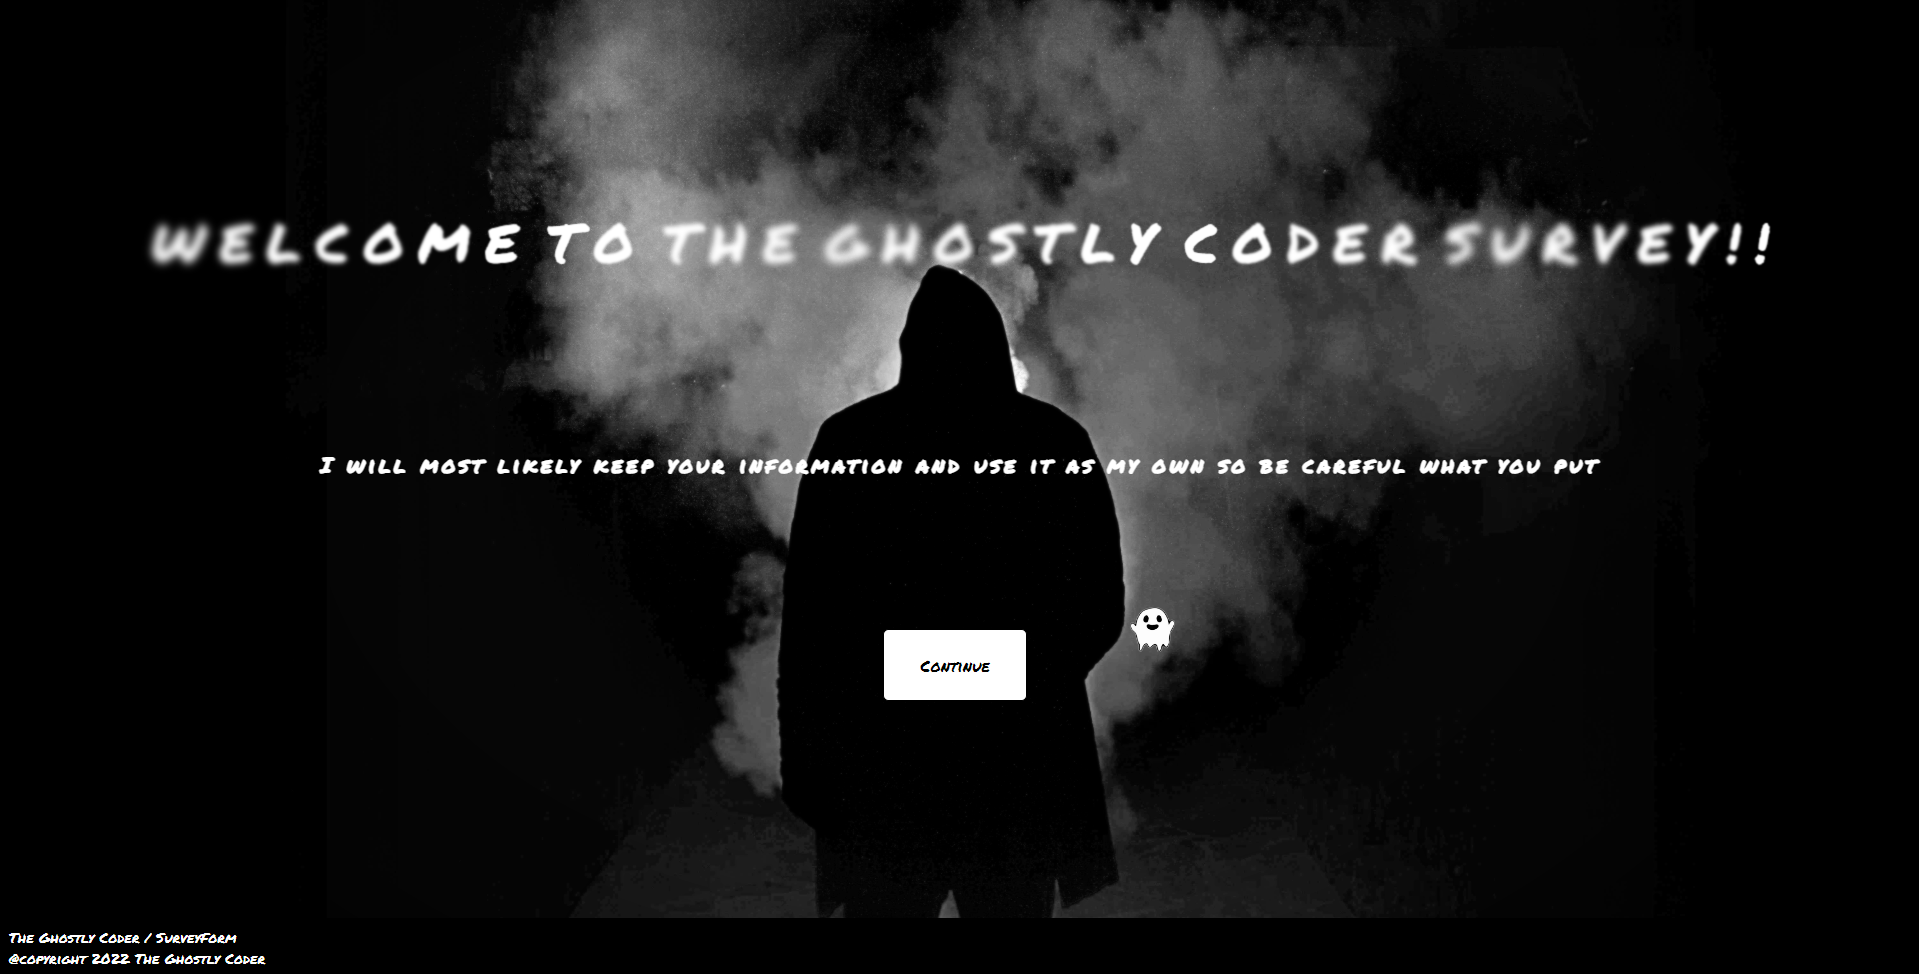 WELCOME TO THE GHOSTLY CODER SURVEY!!
I will most likely keep your information and use it as my own so be careful what you put
Continue
The Ghostly Coder / SurveyForm
@copyright 2022 The Ghostly Coder